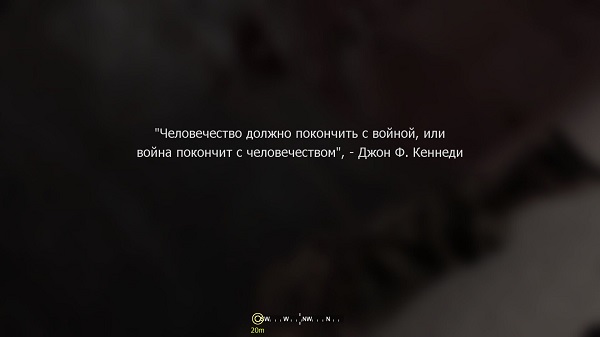 "Человечество должно покончить с войной, или
война покончит с человечеством", - Джон Ф. Кеннеди
W . . . W . . NW . . . N . .
20m